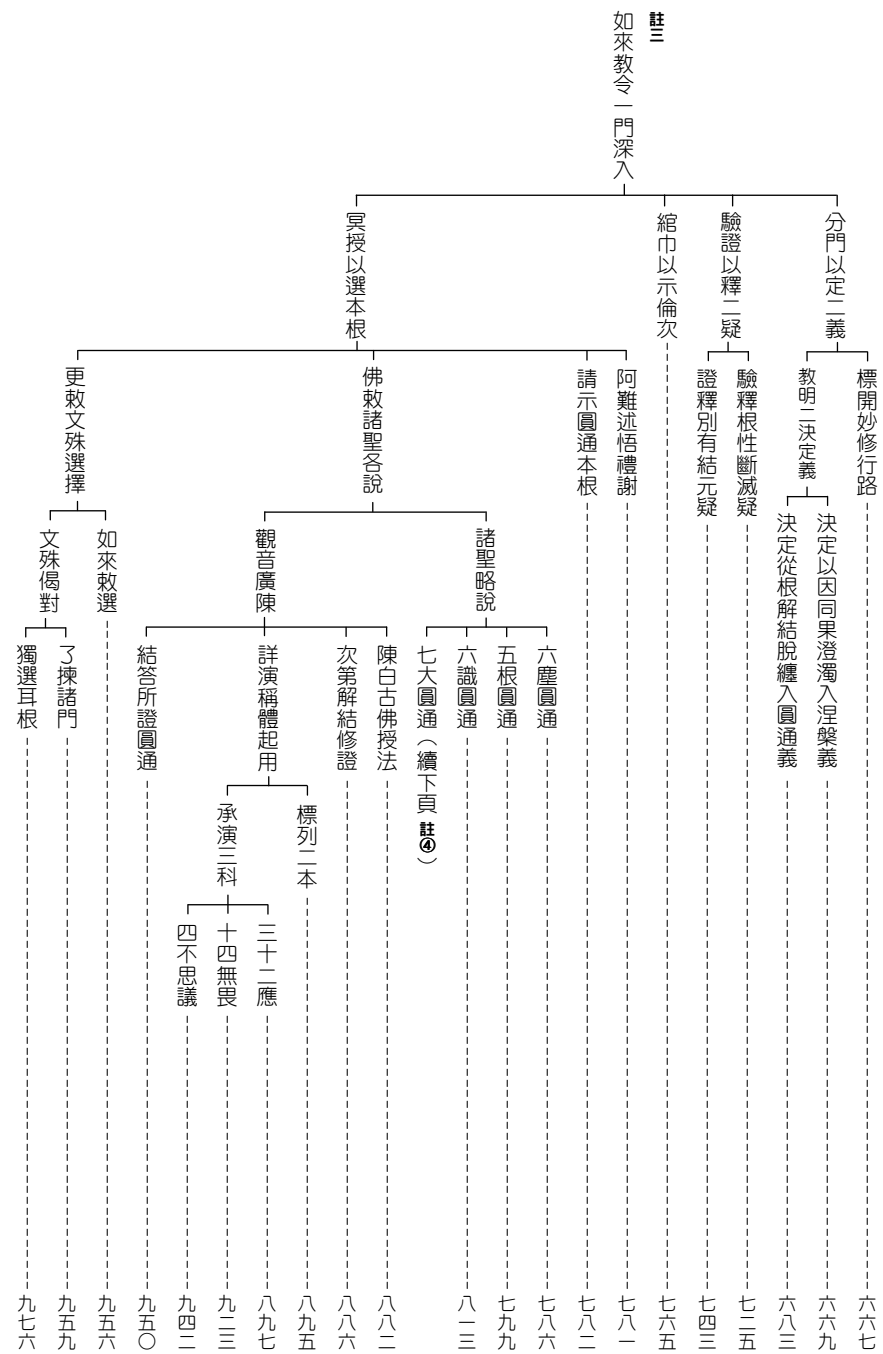 註三
如來教令一門深入
分門以定二義
標開妙修行路 六六七
教明二決定義
決定以因同果澄濁入涅槃義 六六九
決定從根解結脫纏入圓通義 六八三
驗證以釋二疑
驗釋根性斷滅疑 七二五
證釋別有結元疑 七四三
綰巾以示倫次 七六五
冥授以選本根
阿難述悟禮謝 七八一
請示圓通本根 七八二
佛敕諸聖各說
諸聖略說
六塵圓通 七八六
五根圓通 七九九
六識圓通 八一三
七大圓通（續下頁 註④）
觀音廣陳
陳白古佛授法 八八二
次第解結修證 八八六
詳演稱體起用
標列二本 八九五
承演三科
三十二應 八九七
十四無畏 九二三
四不思議 九四二
結答所證圓通 九五〇
更敕文殊選擇
如來敕選 九五六
文殊偈對
了揀諸門 九五九
獨選耳根 九七六